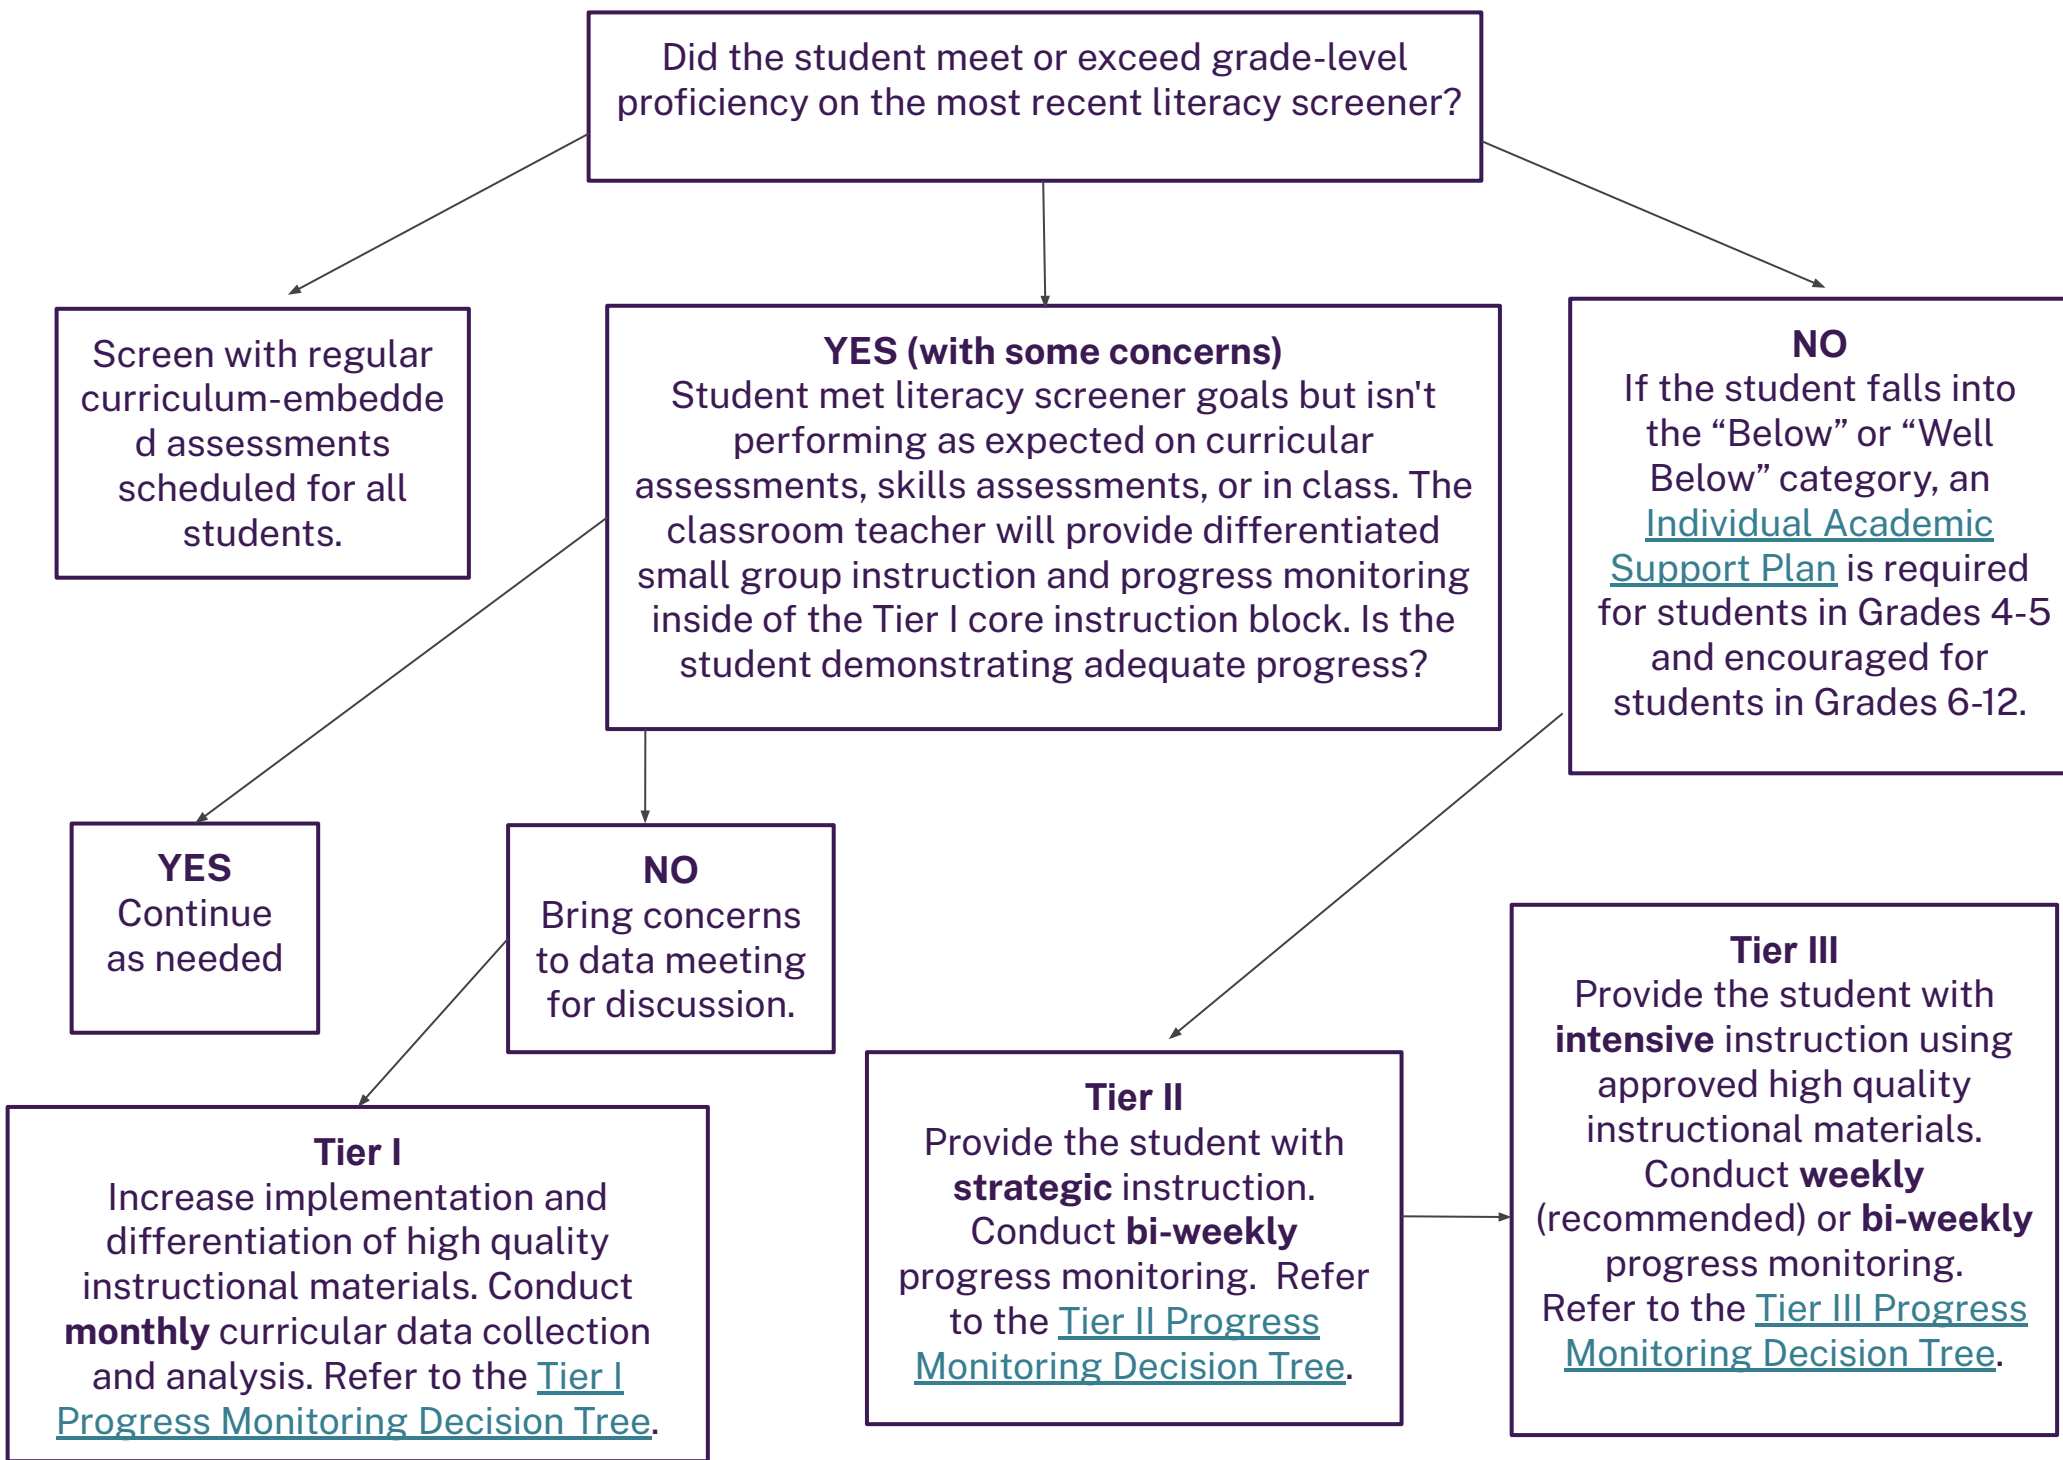 Did the student meet or exceed grade-level
proficiency on the most recent literacy screener?
Screen with regular
curriculum-embedde
d assessments
scheduled for all
students.
YES (with some concerns)
Student met literacy screener goals but isn't
performing as expected on curricular
assessments, skills assessments, or in class. The
classroom teacher will provide differentiated
small group instruction and progress monitoring
inside of the Tier I core instruction block. Is the
student demonstrating adequate progress?
NO
If the student falls into
the “Below” or “Well
Below” category, an
Individual Academic
Support Plan is required
for students in Grades 4-5
and encouraged for
students in Grades 6-12.
YES
Continue
as needed
NO
Bring concerns
to data meeting
for discussion.
Tier I
Increase implementation and
differentiation of high quality
instructional materials. Conduct
monthly curricular data collection
and analysis. Refer to the Tier I
Progress Monitoring Decision Tree.
Tier II
Provide the student with
strategic instruction.
Conduct bi-weekly
progress monitoring.  Refer
to the Tier II Progress
Monitoring Decision Tree.
Tier III
Provide the student with
intensive instruction using
approved high quality
instructional materials.
Conduct weekly
(recommended) or bi-weekly
progress monitoring.
Refer to the Tier III Progress
Monitoring Decision Tree.